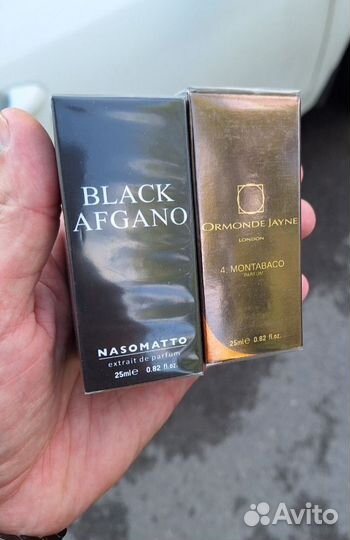 BLACK
AFGANO
NASOMATTO
extrait de parfum
25ml e 0.82 fl.oz.
ORMONDE JAYNE
LONDON
4. MONTABACO
PARFUM
25ml e 0.82 fl.oz.
Avito